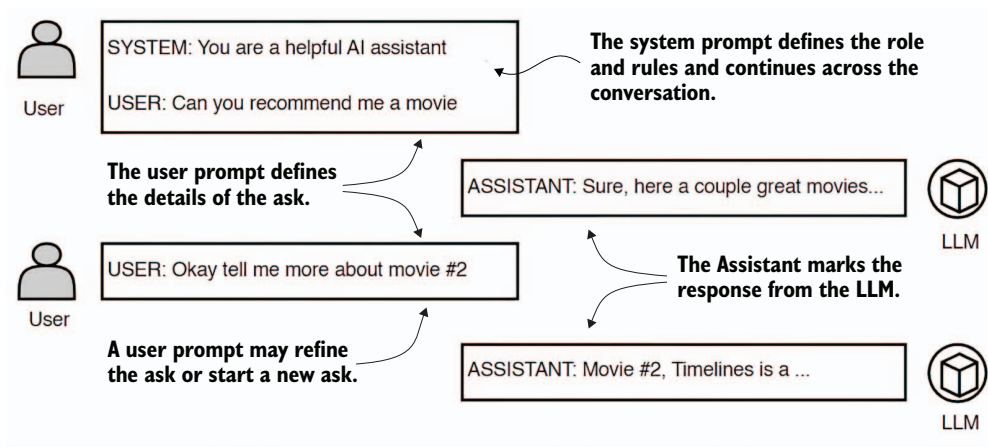 SYSTEM: You are a helpful AI assistant
The system prompt defines the role
and rules and continues across the
conversation.
User
USER: Can you recommend me a movie
The user prompt defines
the details of the ask.
ASSISTANT: Sure, here a couple great movies...
LLM
USER: Okay tell me more about movie #2
The Assistant marks the
response from the LLM.
User
A user prompt may refine
the ask or start a new ask.
ASSISTANT: Movie #2, Timelines is a ...
LLM